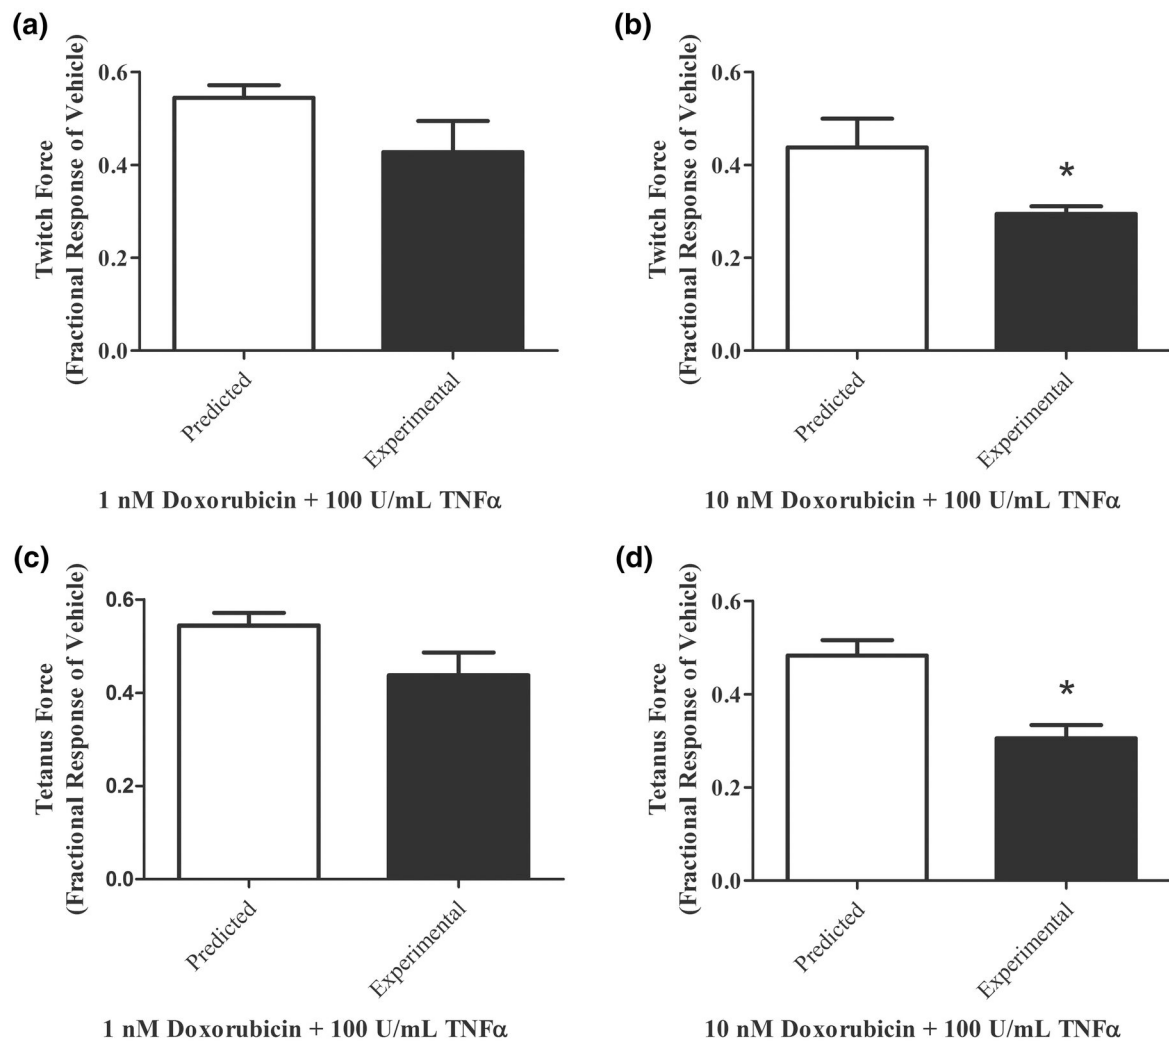 (a)
Twitch Force
(Fractional Response of Vehicle)
0.6
0.4
0.2
0.0
Predicted
Experimental
1 nM Doxorubicin + 100 U/mL TNFα
(b)
Twitch Force
(Fractional Response of Vehicle)
0.6
0.4
0.2
0.0
*
Predicted
Experimental
10 nM Doxorubicin + 100 U/mL TNFα
(c)
Tetanus Force
(Fractional Response of Vehicle)
0.6
0.4
0.2
0.0
Predicted
Experimental
1 nM Doxorubicin + 100 U/mL TNFα
(d)
Tetanus Force
(Fractional Response of Vehicle)
0.6
0.4
0.2
0.0
*
Predicted
Experimental
10 nM Doxorubicin + 100 U/mL TNFα